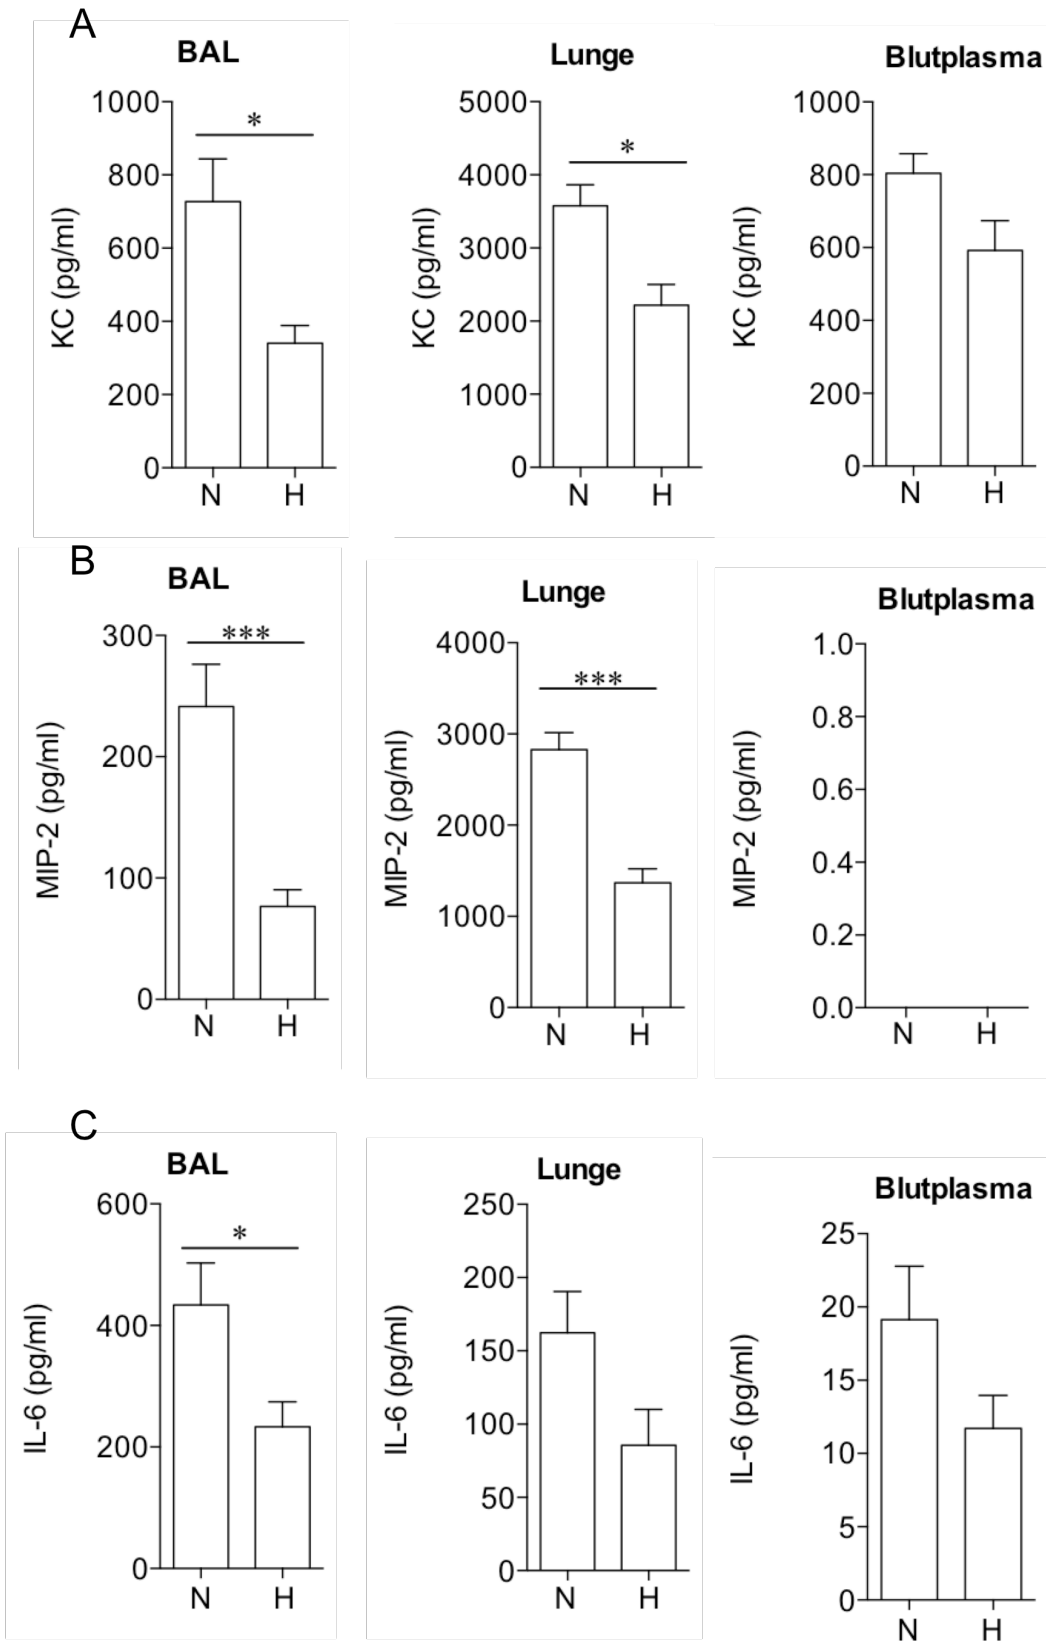 A
BAL
Lunge
Blutplasma
KC (pg/ml)
1000
800
600
400
200
0
*
N
H
KC (pg/ml)
5000
4000
3000
2000
1000
0
*
N
H
KC (pg/ml)
1000
800
600
400
200
0
N
H
B
BAL
Lunge
Blutplasma
MIP-2 (pg/ml)
300
200
100
0
***
N
H
MIP-2 (pg/ml)
4000
3000
2000
1000
0
***
N
H
MIP-2 (pg/ml)
1.0
0.8
0.6
0.4
0.2
0.0
N
H
C
BAL
Lunge
Blutplasma
IL-6 (pg/ml)
600
400
200
0
*
N
H
IL-6 (pg/ml)
250
200
150
100
50
0
N
H
IL-6 (pg/ml)
25
20
15
10
5
0
N
H